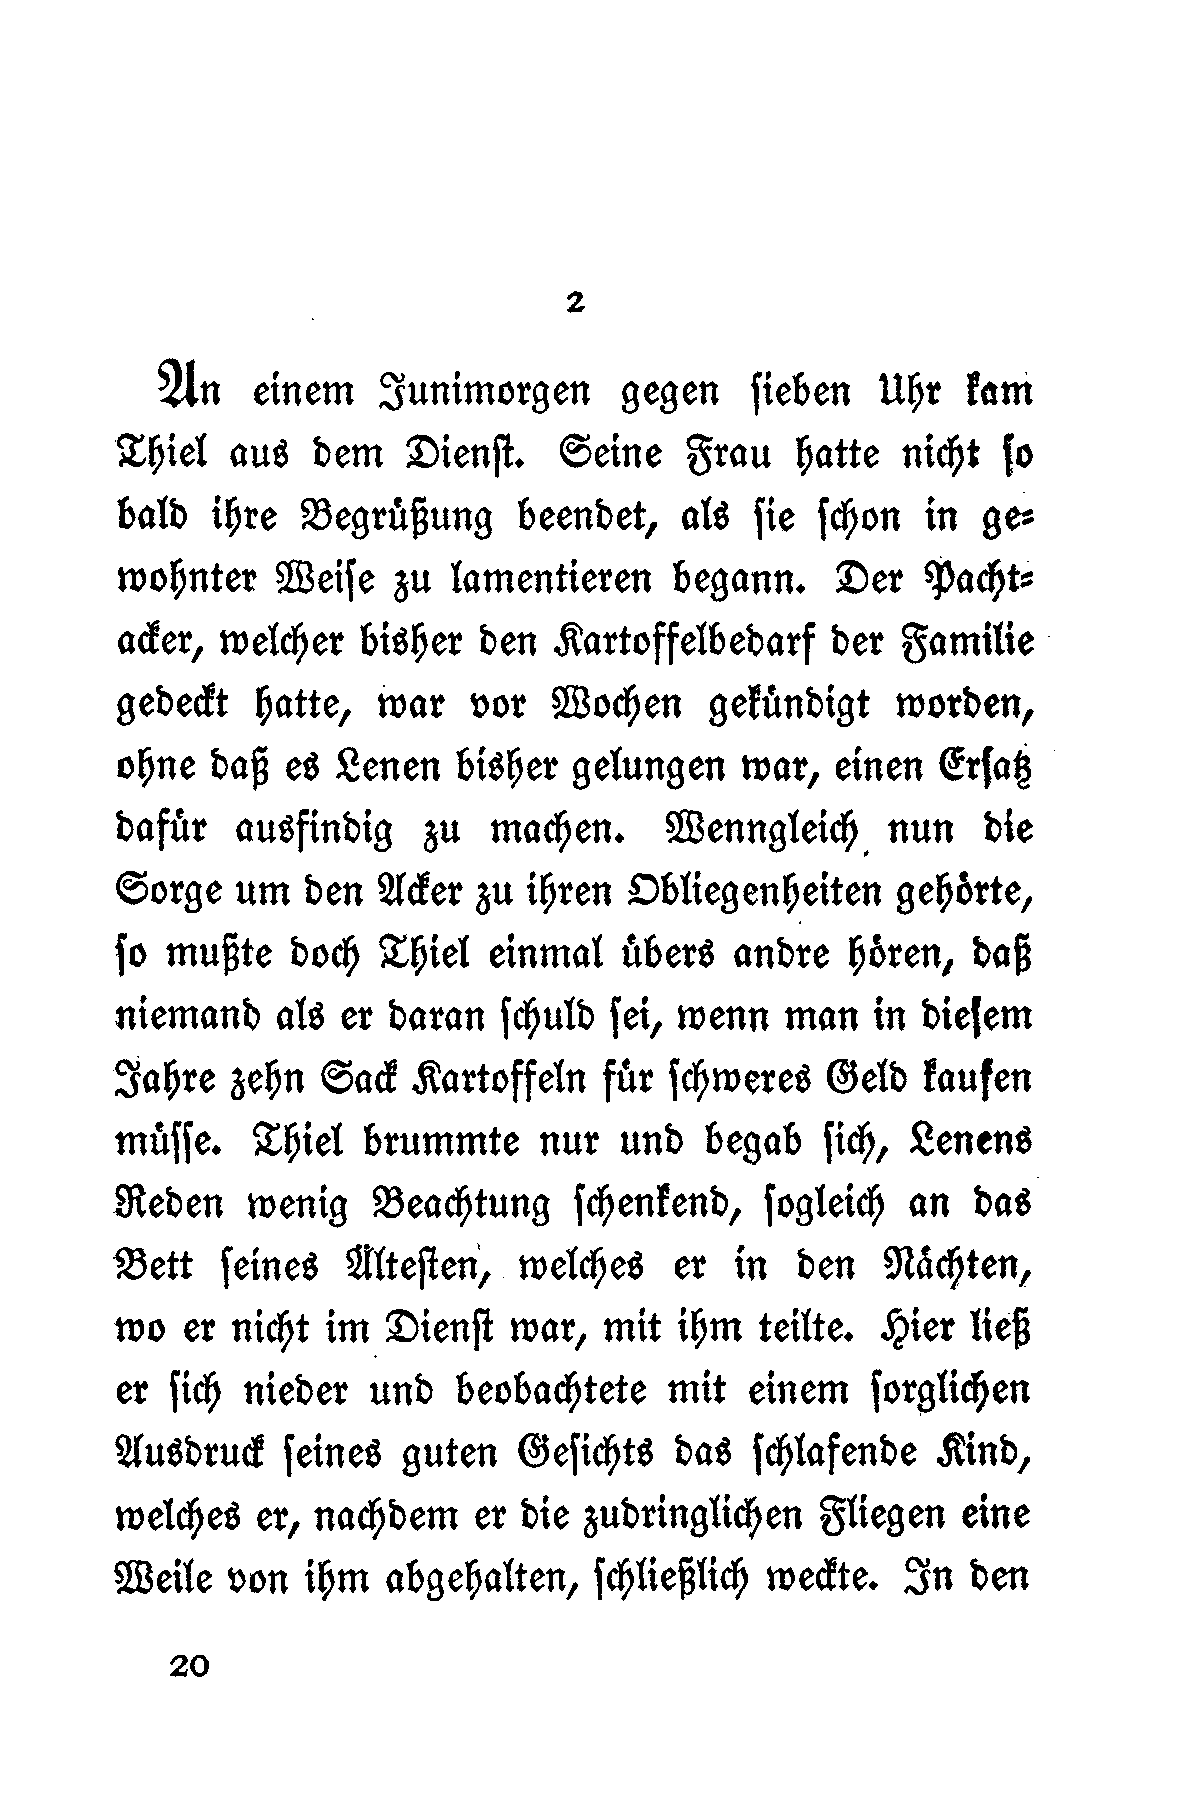 2
An einem Junimorgen gegen ſieben Uhr kam
Thiel aus dem Dienſt. Seine Frau hatte nicht ſo
bald ihre Begrüßung beendet, als ſie ſchon in ge⸗
wohnter Weiſe zu lamentieren begann. Der Pacht⸗
acker, welcher bisher den Kartoffelbedarf der Familie
gedeckt hatte, war vor Wochen gekündigt worden,
ohne daß es Lenen bisher gelungen war, einen Erſatz
dafür ausfindig zu machen. Wenngleich nun die
Sorge um den Acker zu ihren Obliegenheiten gehörte,
ſo mußte doch Thiel einmal übers andre hören, daß
niemand als er daran ſchuld ſei, wenn man in dieſem
Jahre zehn Sack Kartoffeln für ſchweres Geld kaufen
müſſe. Thiel brummte nur und begab ſich, Lenens
Reden wenig Beachtung ſchenkend, ſogleich an das
Bett ſeines Älteſten, welches er in den Nächten,
wo er nicht im Dienſt war, mit ihm teilte. Hier ließ
er ſich nieder und beobachtete mit einem ſorglichen
Ausdruck ſeines guten Geſichts das ſchlafende Kind,
welches er, nachdem er die zudringlichen Fliegen eine
Weile von ihm abgehalten, ſchließlich weckte. In den
20